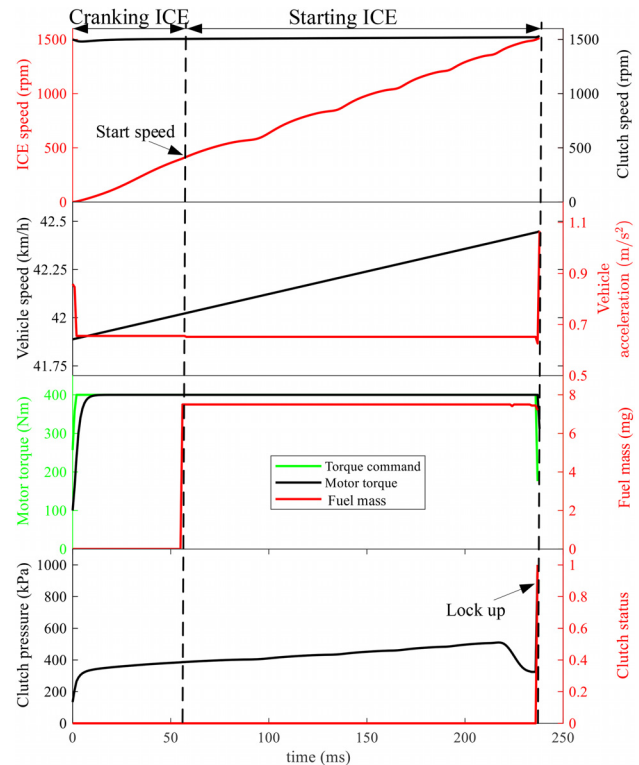 Cranking ICE
Starting ICE
1500
1000
500
0
ICE speed (rpm)
Start speed
1500
1000
500
0
Clutch speed (rpm)
42.5
42.25
42
41.75
Vehicle speed (km/h)
1.1
0.9
0.7
0.5
Vehicle
acceleration (m/s²)
400
300
200
100
0
Motor torque (Nm)
Torque command
Motor torque
Fuel mass
8
6
4
2
0
Fuel mass (mg)
1000
800
600
400
200
0
Clutch pressure (kPa)
Lock up
1
0.8
0.6
0.4
0.2
0
Clutch status
0
50
100
150
200
250
time (ms)